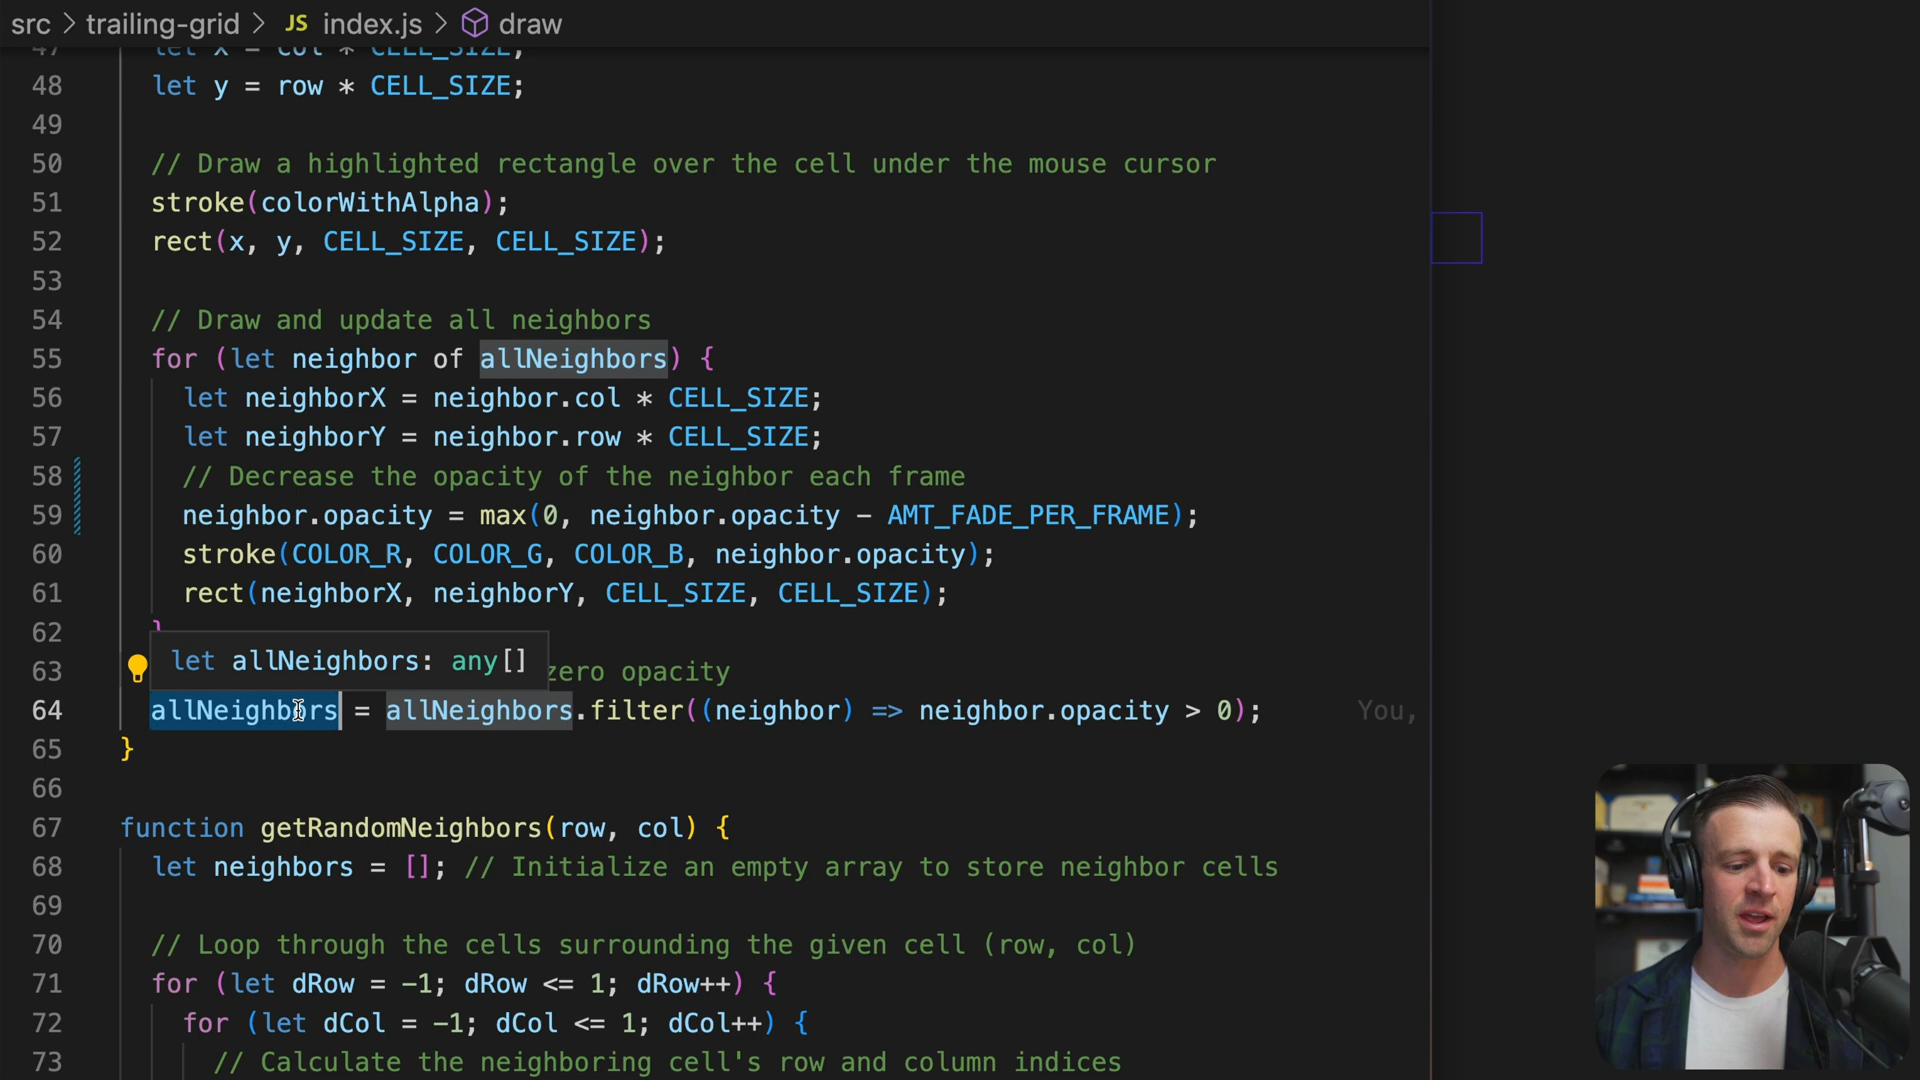 src > trailing-grid > JS index.js > draw
47 let x = col * CELL_SIZE;
48 let y = row * CELL_SIZE;
49
50 // Draw a highlighted rectangle over the cell under the mouse cursor
51 stroke(colorWithAlpha);
52 rect(x, y, CELL_SIZE, CELL_SIZE);
53
54 // Draw and update all neighbors
55 for (let neighbor of allNeighbors) {
56 let neighborX = neighbor.col * CELL_SIZE;
57 let neighborY = neighbor.row * CELL_SIZE;
58 // Decrease the opacity of the neighbor each frame
59 neighbor.opacity = max(0, neighbor.opacity - AMT_FADE_PER_FRAME);
60 stroke(COLOR_R, COLOR_G, COLOR_B, neighbor.opacity);
61 rect(neighborX, neighborY, CELL_SIZE, CELL_SIZE);
62 }
let allNeighbors: any[]
63 zero opacity
64 allNeighbors = allNeighbors.filter((neighbor) => neighbor.opacity > 0); You,
65 }
66
67 function getRandomNeighbors(row, col) {
68 let neighbors = []; // Initialize an empty array to store neighbor cells
69
70 // Loop through the cells surrounding the given cell (row, col)
71 for (let dRow = -1; dRow <= 1; dRow++) {
72 for (let dCol = -1; dCol <= 1; dCol++) {
73 // Calculate the neighboring cell's row and column indices